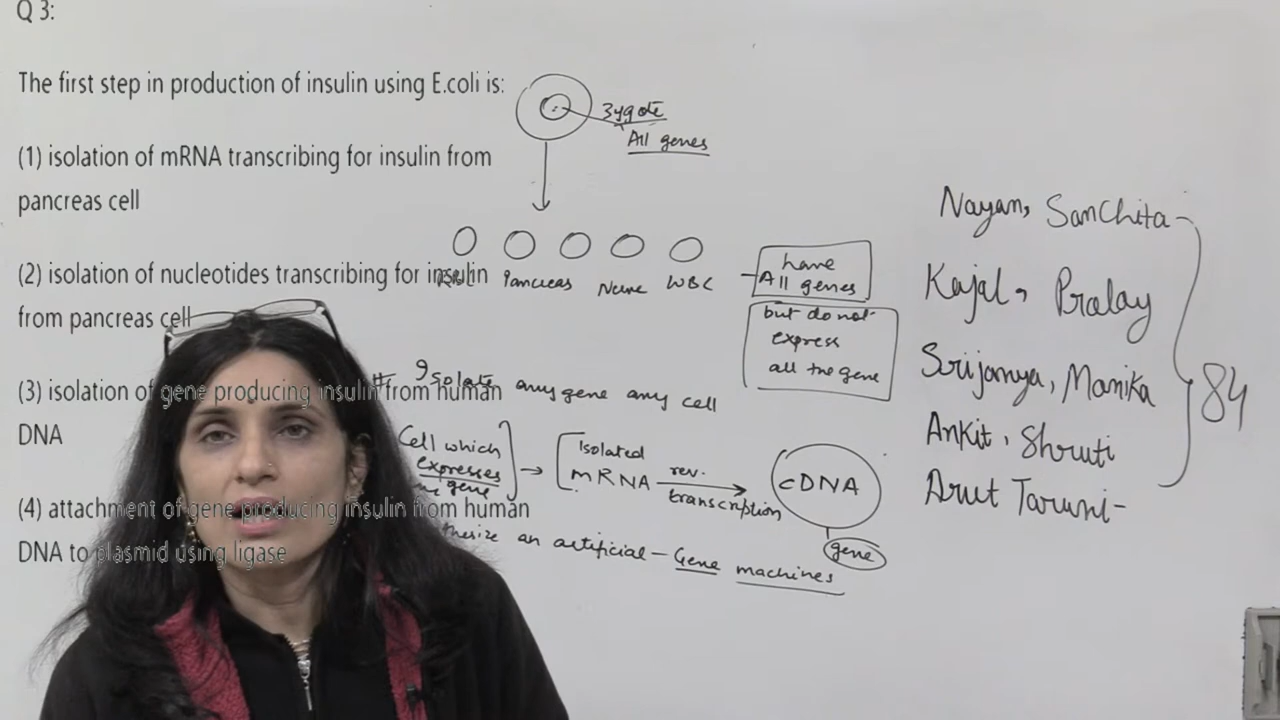 Q 3:
The first step in production of insulin using E.coli is:
(1) isolation of mRNA transcribing for insulin from
pancreas cell
(2) isolation of nucleotides transcribing for insulin
from pancreas cell
(3) isolation of gene producing insulin from human
DNA
(4) attachment of gene producing insulin from human
DNA to plasmid using ligase
zygote
All genes
Pancreas Nerve WBC
have
All genes
but do not
express
all the gene
Isolate any gene any cell
Cell which
expresses
gene
Isolated
mRNA
rev.
transcription
cDNA
gene
an artificial - Gene machines
Nayan, Sanchita -
Kajal, Pralay
Srijanya, Manika
Ankit, Shruti
Arut Taruni -
84